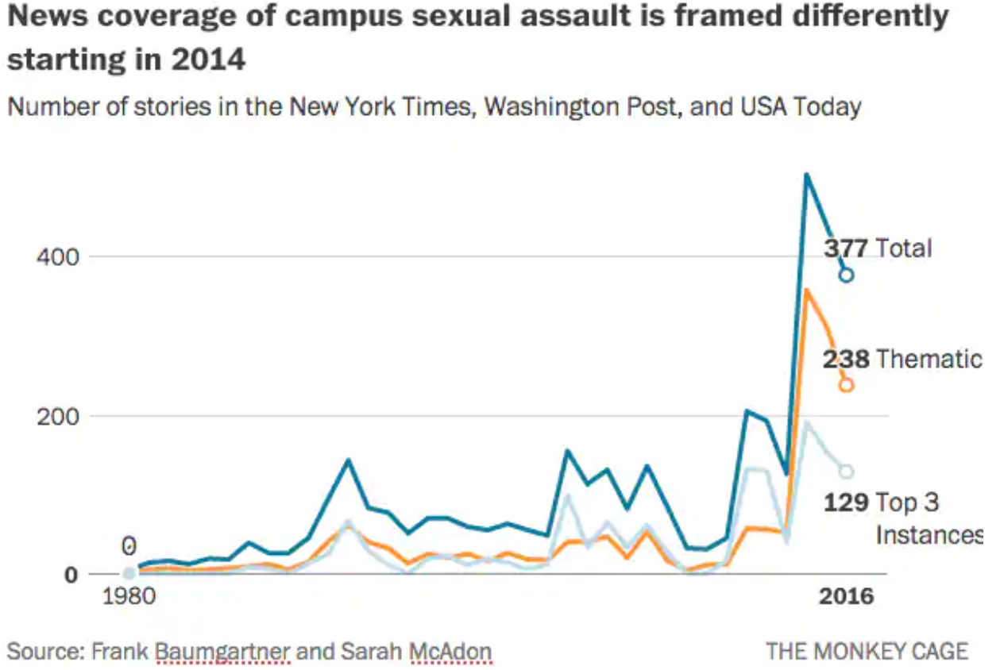 News coverage of campus sexual assault is framed differently
starting in 2014
Number of stories in the New York Times, Washington Post, and USA Today
400
377 Total
238 Thematic
200
129 Top 3
Instances
0
0
1980
2016
Source: Frank Baumgartner and Sarah McAdon
THE MONKEY CAGE